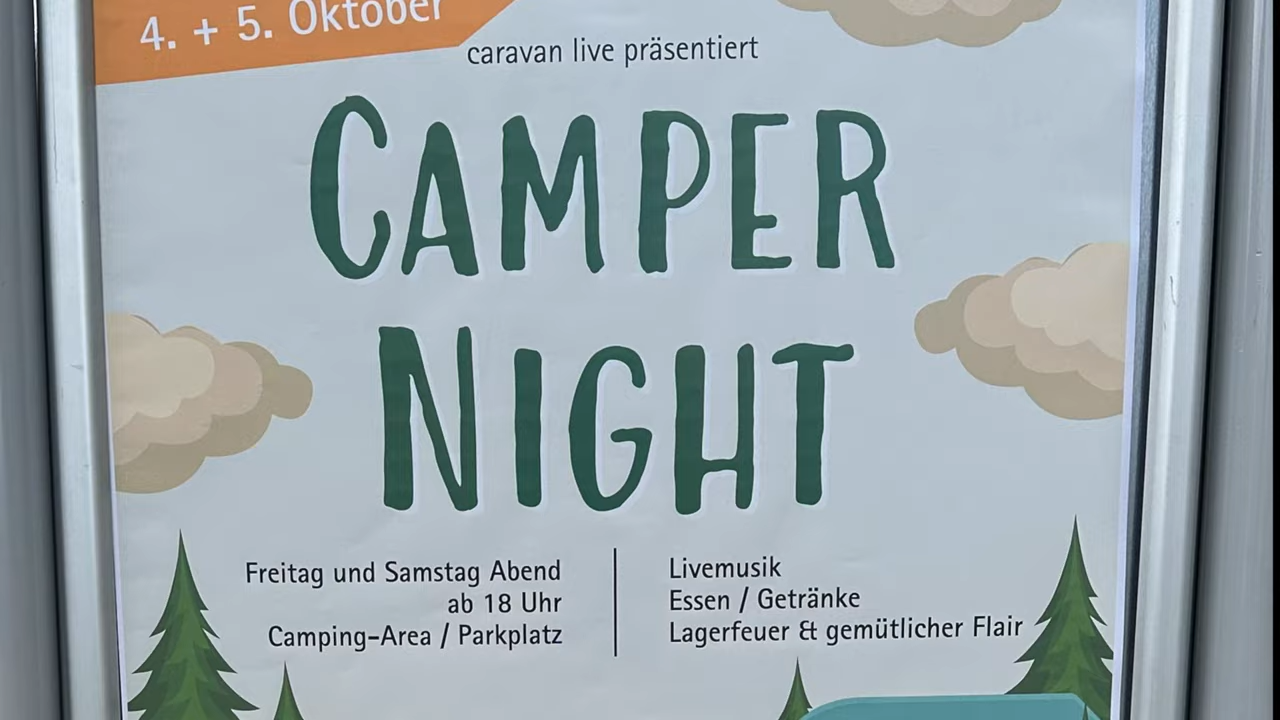 4. + 5. Oktober
caravan live präsentiert
CAMPER
NIGHT
Freitag und Samstag Abend
ab 18 Uhr
Camping-Area / Parkplatz
Livemusik
Essen / Getränke
Lagerfeuer & gemütlicher Flair